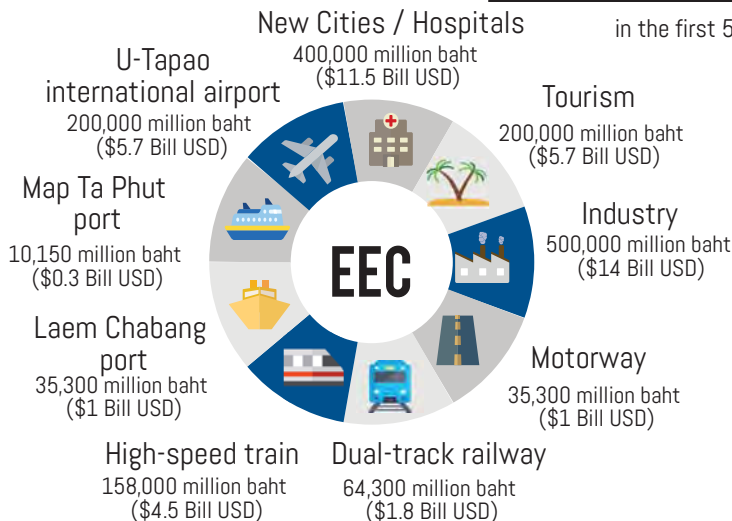 in the first 5
New Cities / Hospitals
400,000 million baht
($11.5 Bill USD)
U-Tapao
international airport
200,000 million baht
($5.7 Bill USD)
Tourism
200,000 million baht
($5.7 Bill USD)
Map Ta Phut
port
10,150 million baht
($0.3 Bill USD)
Industry
500,000 million baht
($14 Bill USD)
EEC
Laem Chabang
port
35,300 million baht
($1 Bill USD)
Motorway
35,300 million baht
($1 Bill USD)
High-speed train
158,000 million baht
($4.5 Bill USD)
Dual-track railway
64,300 million baht
($1.8 Bill USD)